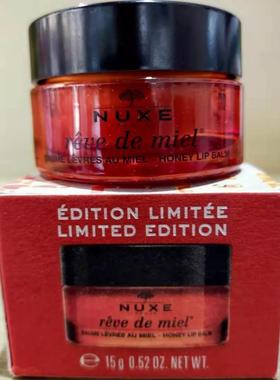 NUXE
rêve de miel®
BAUME LÈVRES AU MIEL - HONEY LIP BALM
ÉDITION LIMITÉE
LIMITED EDITION
NUXE
rêve de miel®
BAUME LÈVRES AU MIEL - HONEY LIP BALM
℮ 15 g 0.52 OZ. NET WT.